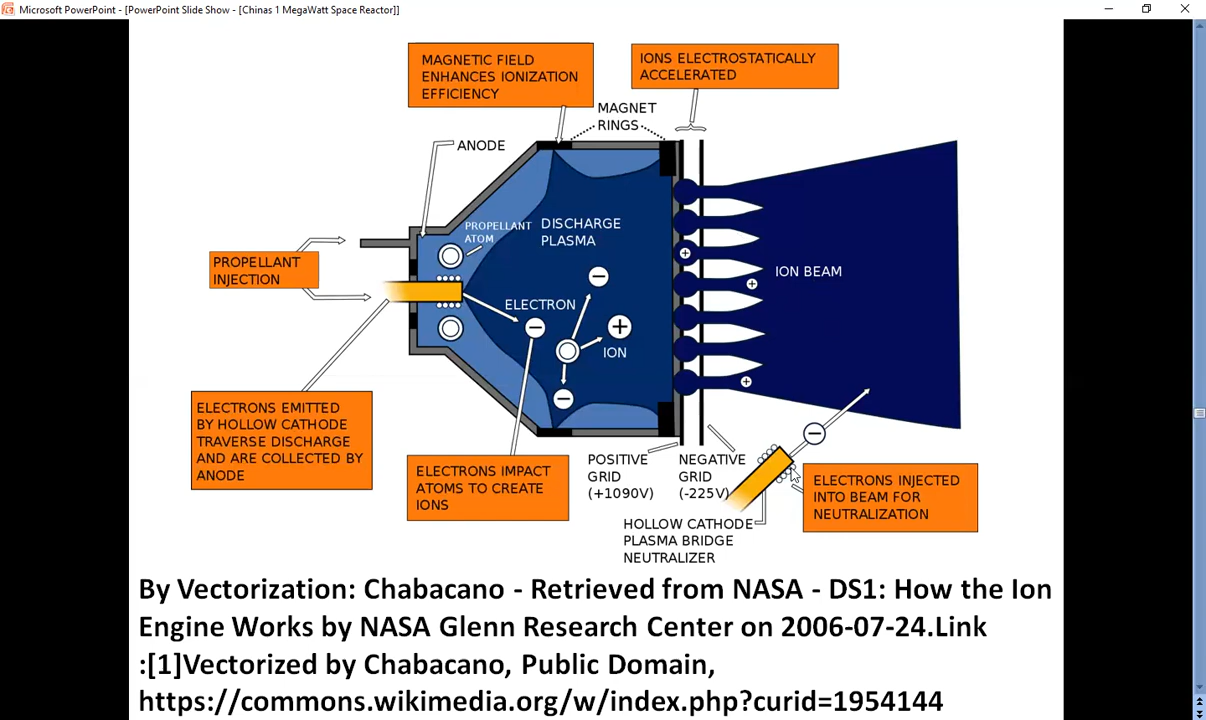 Microsoft PowerPoint - [PowerPoint Slide Show - [Chinas 1 MegaWatt Space Reactor]]
MAGNETIC FIELD
ENHANCES IONIZATION
EFFICIENCY
IONS ELECTROSTATICALLY
ACCELERATED
MAGNET
RINGS
ANODE
PROPELLANT
ATOM
DISCHARGE
PLASMA
PROPELLANT
INJECTION
ION BEAM
ELECTRON
ION
ELECTRONS EMITTED
BY HOLLOW CATHODE
TRAVERSE DISCHARGE
AND ARE COLLECTED BY
ANODE
ELECTRONS IMPACT
ATOMS TO CREATE
IONS
POSITIVE
GRID
(+1090V)
NEGATIVE
GRID
(-225V)
ELECTRONS INJECTED
INTO BEAM FOR
NEUTRALIZATION
HOLLOW CATHODE
PLASMA BRIDGE
NEUTRALIZER
By Vectorization: Chabacano - Retrieved from NASA - DS1: How the Ion
Engine Works by NASA Glenn Research Center on 2006-07-24.Link
:[1]Vectorized by Chabacano, Public Domain,
https://commons.wikimedia.org/w/index.php?curid=1954144